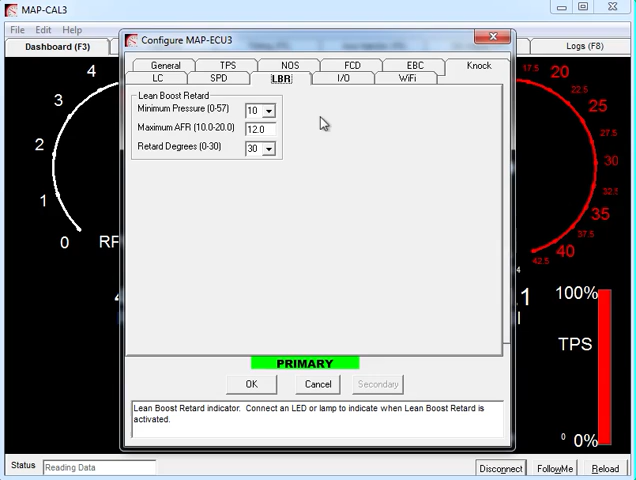 MAP-CAL3
File Edit Help
Dashboard (F3)
Logs (F8)
Configure MAP-ECU3
General TPS NOS FCD EBC Knock
LC SPD LBR I/O WiFi
Lean Boost Retard
Minimum Pressure (0-57) 10
Maximum AFR (10.0-20.0) 12.0
Retard Degrees (0-30) 30
4
3
2
1
0
17.5
20
22.5
25
27.5
30
32.5
35
37.5
40
42.5
100%
TPS
0
0%
PRIMARY
OK Cancel Secondary
Lean Boost Retard indicator. Connect an LED or lamp to indicate when Lean Boost Retard is
activated.
Status Reading Data Disconnect FollowMe Reload